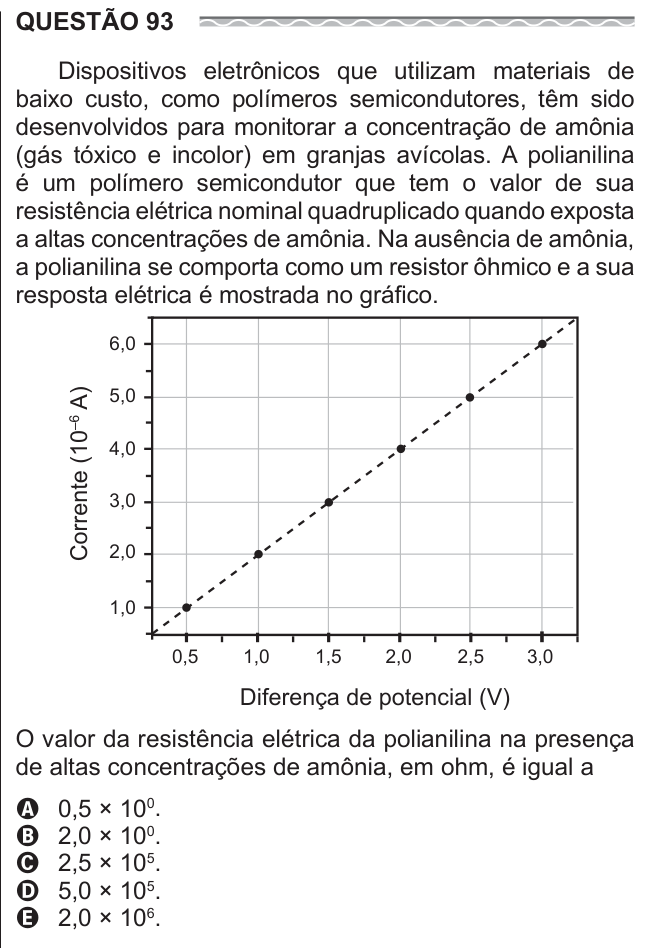 QUESTÃO 93
Dispositivos eletrônicos que utilizam materiais de
baixo custo, como polímeros semicondutores, têm sido
desenvolvidos para monitorar a concentração de amônia
(gás tóxico e incolor) em granjas avícolas. A polianilina
é um polímero semicondutor que tem o valor de sua
resistência elétrica nominal quadruplicado quando exposta
a altas concentrações de amônia. Na ausência de amônia,
a polianilina se comporta como um resistor ôhmico e a sua
resposta elétrica é mostrada no gráfico.
Corrente (10⁻⁶ A)
6,0
5,0
4,0
3,0
2,0
1,0
0,5 1,0 1,5 2,0 2,5 3,0
Diferença de potencial (V)
O valor da resistência elétrica da polianilina na presença
de altas concentrações de amônia, em ohm, é igual a
A 0,5 × 10⁰.
B 2,0 × 10⁰.
C 2,5 × 10⁵.
D 5,0 × 10⁵.
E 2,0 × 10⁶.